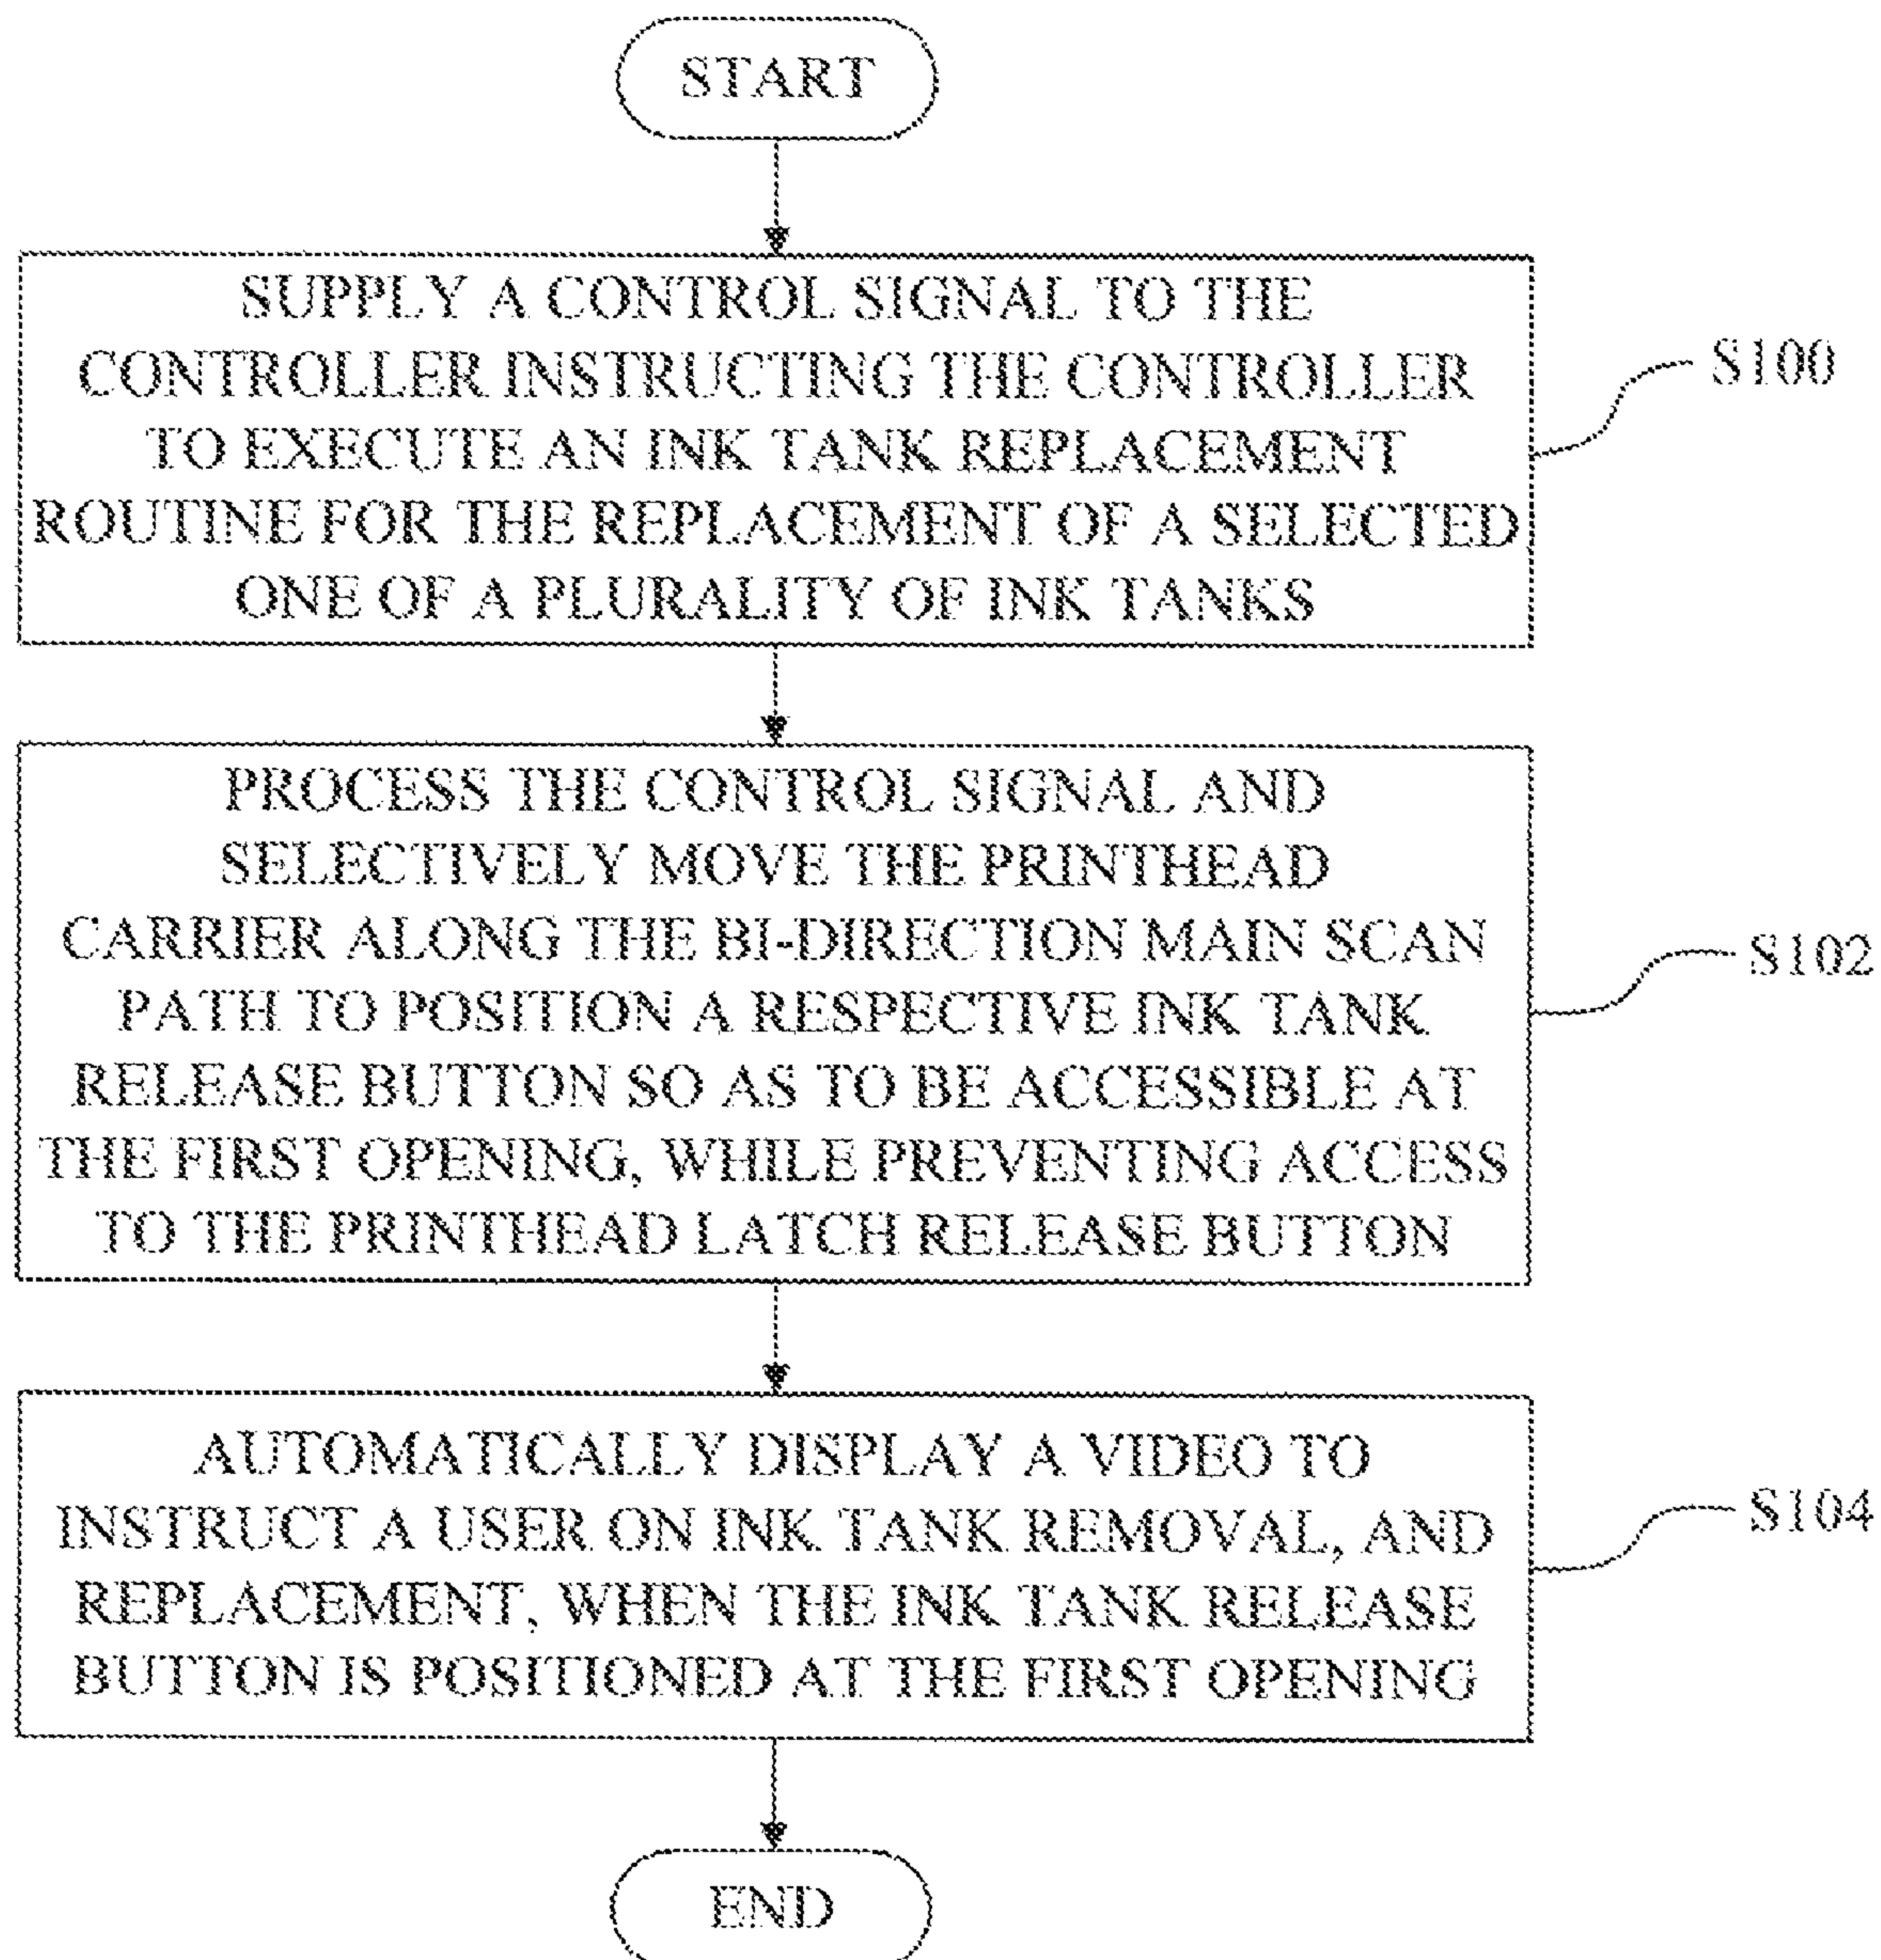 START
SUPPLY A CONTROL SIGNAL TO THE
CONTROLLER INSTRUCTING THE CONTROLLER
TO EXECUTE AN INK TANK REPLACEMENT
ROUTINE FOR THE REPLACEMENT OF A SELECTED
ONE OF A PLURALITY OF INK TANKS
S100
PROCESS THE CONTROL SIGNAL AND
SELECTIVELY MOVE THE PRINTHEAD
CARRIER ALONG THE BI-DIRECTION MAIN SCAN
PATH TO POSITION A RESPECTIVE INK TANK
RELEASE BUTTON SO AS TO BE ACCESSIBLE AT
THE FIRST OPENING, WHILE PREVENTING ACCESS
TO THE PRINTHEAD LATCH RELEASE BUTTON
S102
AUTOMATICALLY DISPLAY A VIDEO TO
INSTRUCT A USER ON INK TANK REMOVAL, AND
REPLACEMENT, WHEN THE INK TANK RELEASE
BUTTON IS POSITIONED AT THE FIRST OPENING
S104
END